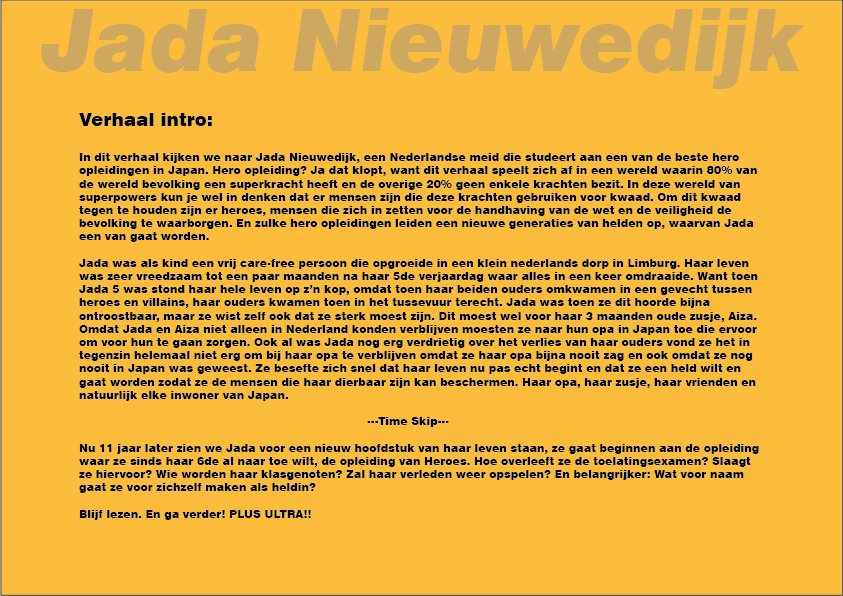 Jada Nieuwedijk
Verhaal intro:
In dit verhaal kijken we naar Jada Nieuwedijk, een Nederlandse meid die studeert aan een van de beste hero
opleidingen in Japan. Hero opleiding? Ja dat klopt, want dit verhaal speelt zich af in een wereld waarin 80% van
de wereld bevolking een superkracht heeft en de overige 20% geen enkele krachten bezit. In deze wereld van
superpowers kun je wel in denken dat er mensen zijn die deze krachten gebruiken voor kwaad. Om dit kwaad
tegen te houden zijn er heroes, mensen die zich in zetten voor de handhaving van de wet en de veiligheid de
bevolking te waarborgen. En zulke hero opleidingen leiden een nieuwe generaties van helden op, waarvan Jada
een van gaat worden.
Jada was als kind een vrij care-free persoon die opgroeide in een klein nederlands dorp in Limburg. Haar leven
was zeer vreedzaam tot een paar maanden na haar 5de verjaardag waar alles in een keer omdraaide. Want toen
Jada 5 was stond haar hele leven op z’n kop, omdat toen haar beiden ouders omkwamen in een gevecht tussen
heroes en villains, haar ouders kwamen toen in het tussevuur terecht. Jada was toen ze dit hoorde bijna
ontroostbaar, maar ze wist zelf ook dat ze sterk moest zijn. Dit moest wel voor haar 3 maanden oude zusje, Aiza.
Omdat Jada en Aiza niet alleen in Nederland konden verblijven moesten ze naar hun opa in Japan toe die ervoor
om voor hun te gaan zorgen. Ook al was Jada nog erg verdrietig over het verlies van haar ouders vond ze het in
tegenzin helemaal niet erg om bij haar opa te verblijven omdat ze haar opa bijna nooit zag en ook omdat ze nog
nooit in Japan was geweest. Ze besefte zich snel dat haar leven nu pas echt begint en dat ze een held wilt en
gaat worden zodat ze de mensen die haar dierbaar zijn kan beschermen. Haar opa, haar zusje, haar vrienden en
natuurlijk elke inwoner van Japan.
---Time Skip---
Nu 11 jaar later zien we Jada voor een nieuw hoofdstuk van haar leven staan, ze gaat beginnen aan de opleiding
waar ze sinds haar 6de al naar toe wilt, de opleiding van Heroes. Hoe overleeft ze de toelatingsexamen? Slaagt
ze hiervoor? Wie worden haar klasgenoten? Zal haar verleden weer opspelen? En belangrijker: Wat voor naam
gaat ze voor zichzelf maken als heldin?
Blijf lezen. En ga verder! PLUS ULTRA!!